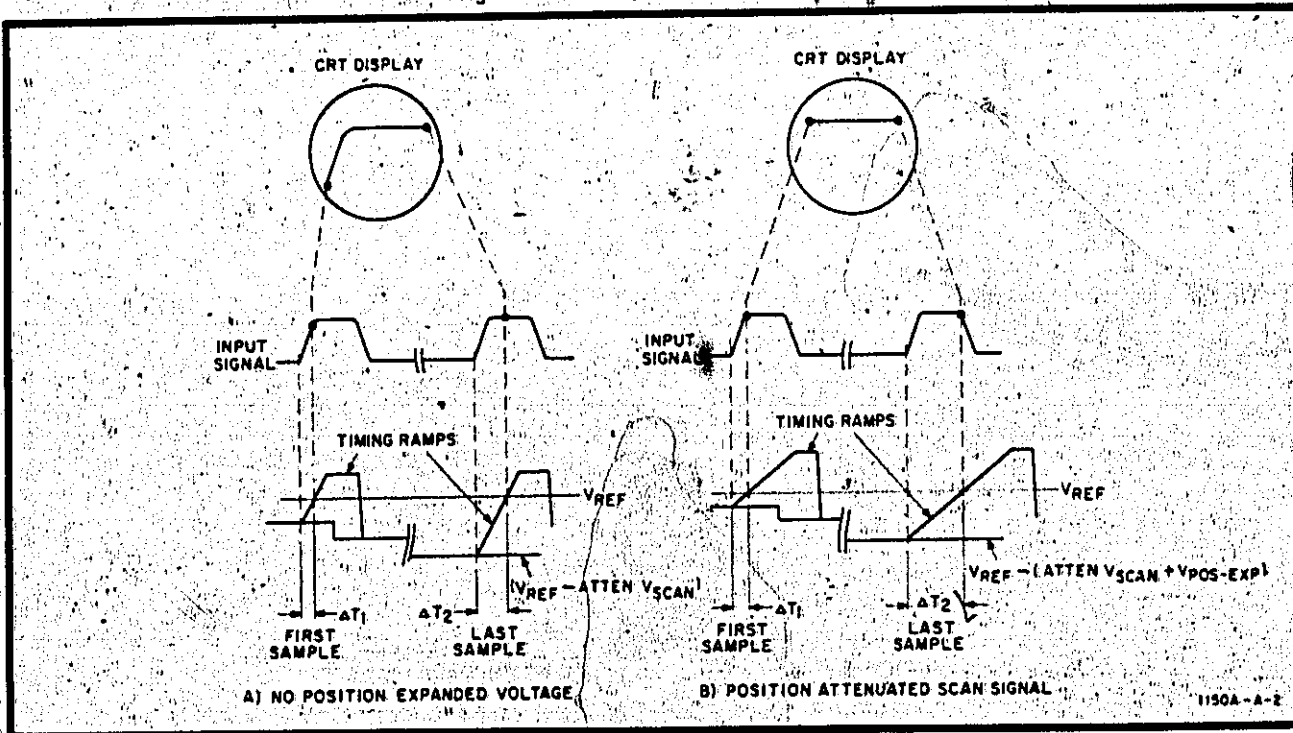 CRT DISPLAY
CRT DISPLAY
INPUT
SIGNAL
INPUT
SIGNAL
TIMING RAMPS
TIMING RAMPS
VREF
VREF
(VREF - ATTEN VSCAN)
VREF - (ATTEN VSCAN + VPOS-EXP)
ΔT1
ΔT2
ΔT1
ΔT2
FIRST
SAMPLE
LAST
SAMPLE
FIRST
SAMPLE
LAST
SAMPLE
A) NO POSITION EXPANDED VOLTAGE
B) POSITION ATTENUATED SCAN SIGNAL
1150A-A-2